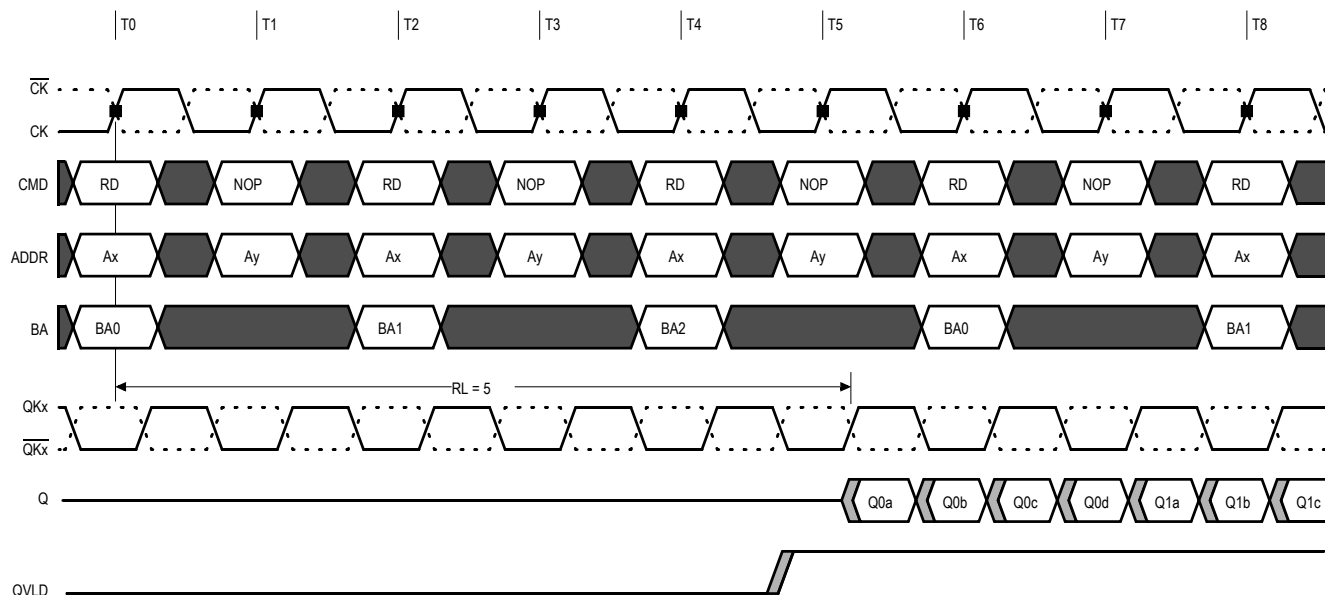 T0 T1 T2 T3 T4 T5 T6 T7 T8
CK
CK
CMD RD NOP RD NOP RD NOP RD NOP RD
ADDR Ax Ay Ax Ay Ax Ay Ax Ay Ax
BA BA0 BA1 BA2 BA0 BA1
RL = 5
QKx
QKx
Q Q0a Q0b Q0c Q0d Q1a Q1b Q1c
QVLD